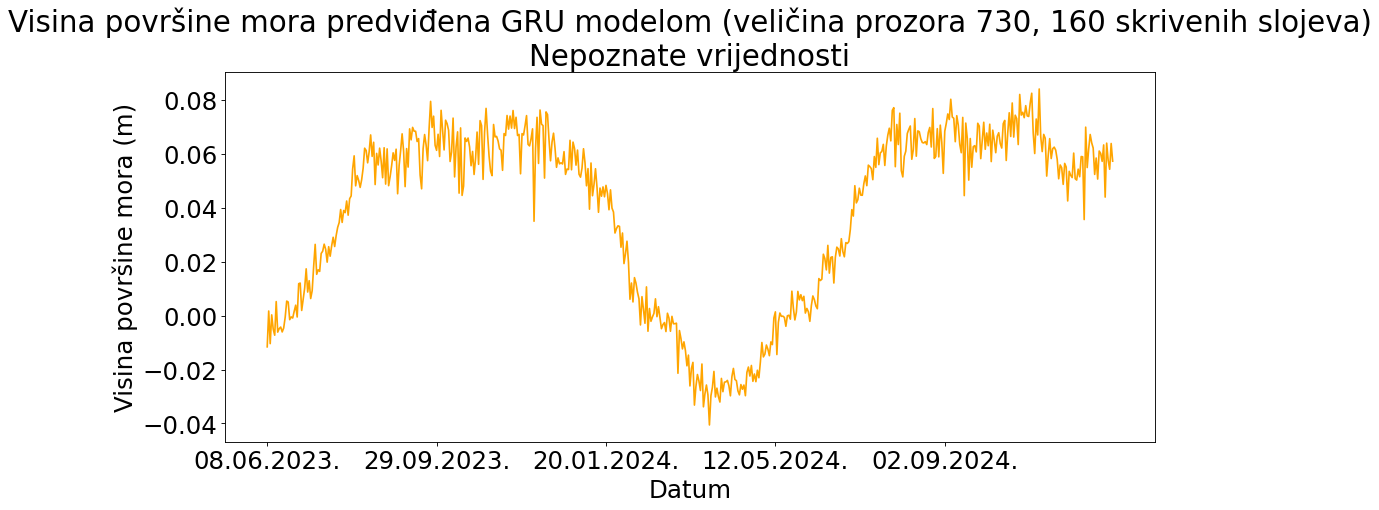 Visina površine mora predviđena GRU modelom (veličina prozora 730, 160 skrivenih slojeva)
Nepoznate vrijednosti
Visina površine mora (m)
0.08
0.06
0.04
0.02
0.00
−0.02
−0.04
08.06.2023. 29.09.2023. 20.01.2024. 12.05.2024. 02.09.2024.
Datum